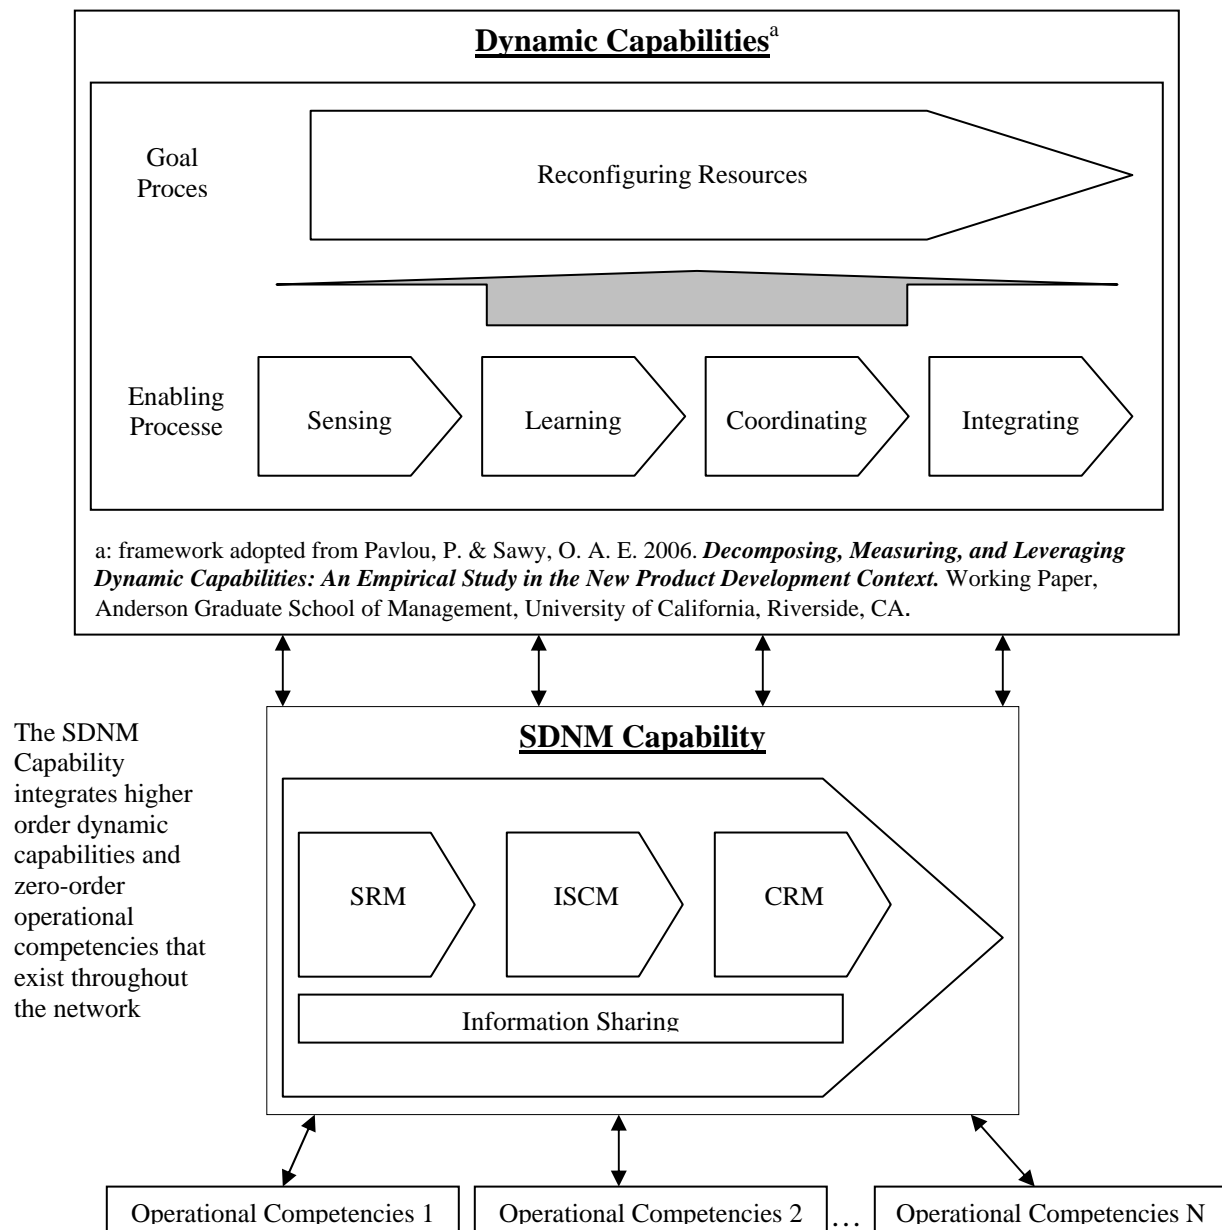 Dynamic Capabilitiesa
Goal
Proces
Reconfiguring Resources
Enabling
Processe
Sensing
Learning
Coordinating
Integrating
a: framework adopted from Pavlou, P. & Sawy, O. A. E. 2006. Decomposing, Measuring, and Leveraging
Dynamic Capabilities: An Empirical Study in the New Product Development Context. Working Paper,
Anderson Graduate School of Management, University of California, Riverside, CA.
The SDNM
Capability
integrates higher
order dynamic
capabilities and
zero-order
operational
competencies that
exist throughout
the network
SDNM Capability
SRM
ISCM
CRM
Information Sharing
Operational Competencies 1
Operational Competencies 2
...
Operational Competencies N